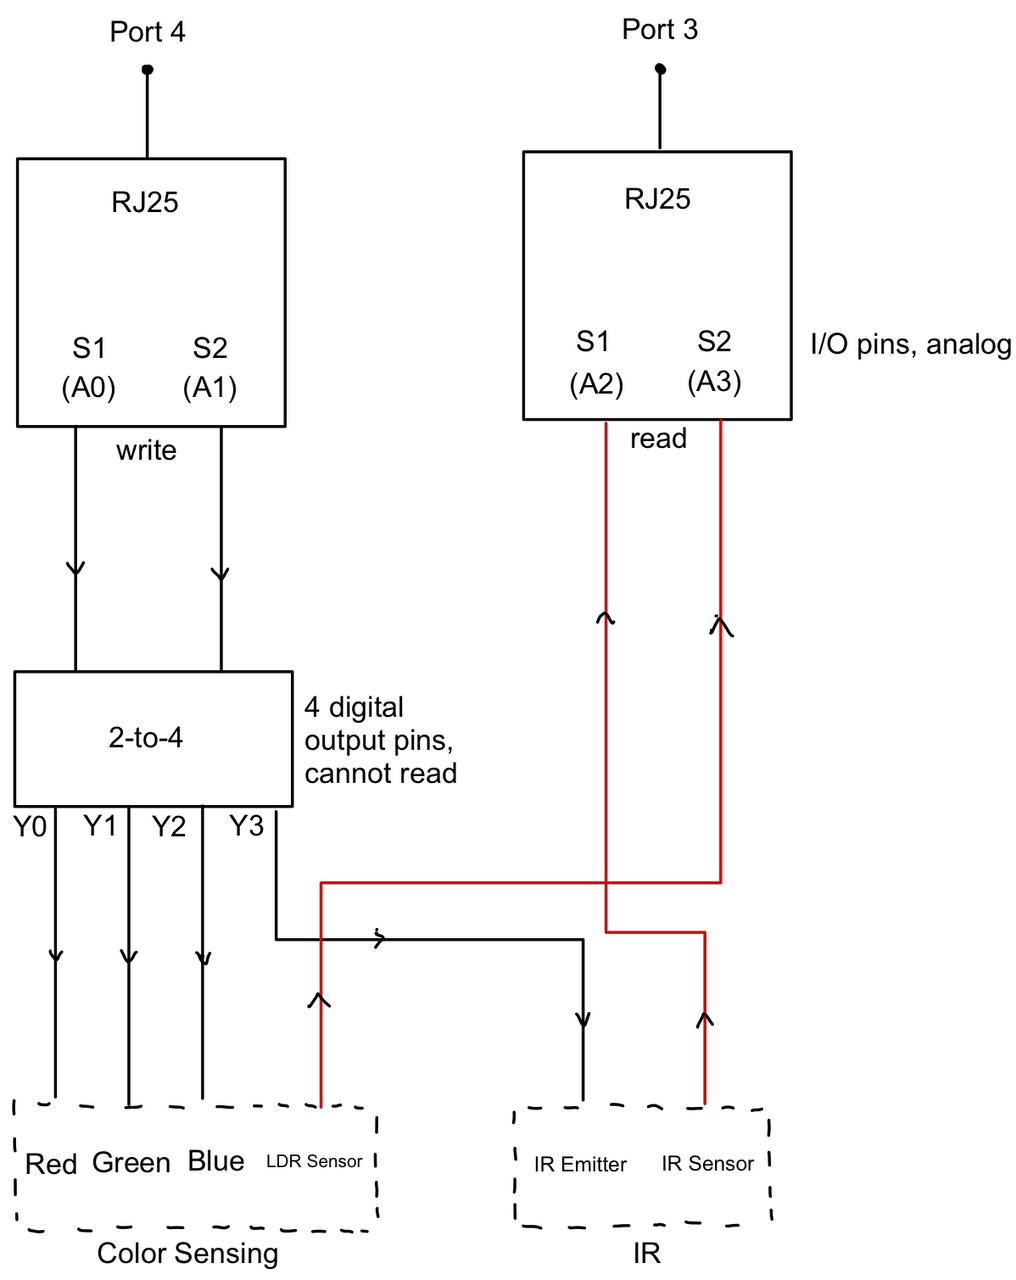 Port 4
Port 3
RJ25
RJ25
S1
S2
(A0)
(A1)
S1
S2
(A2)
(A3)
I/O pins, analog
write
read
2-to-4
4 digital
output pins,
cannot read
Y0
Y1
Y2
Y3
Red
Green
Blue
LDR Sensor
IR Emitter
IR Sensor
Color Sensing
IR